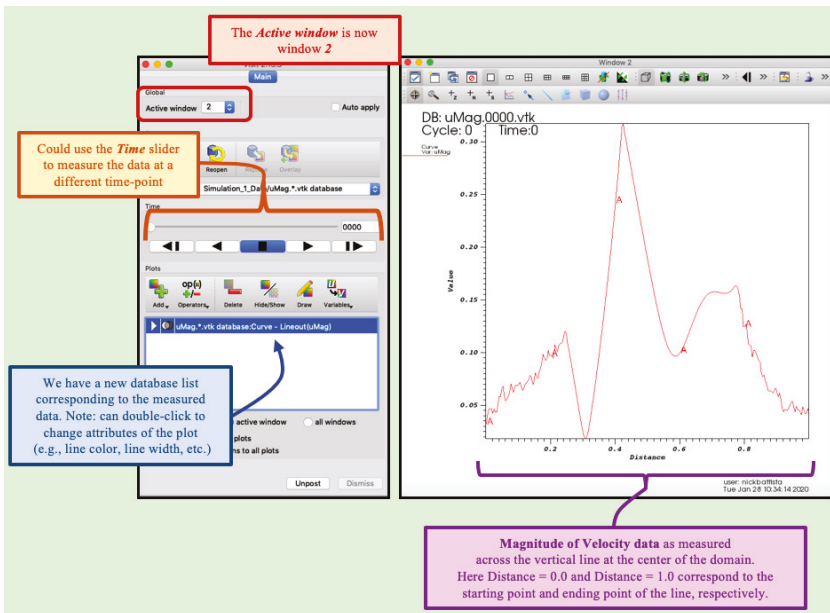 The Active window is now
window 2
Main
Global
Active window 2
Auto apply
Could use the Time slider
to measure the data at a
different time-point
Reopen
Overlay
Simulation_1_Data/uMag.*.vtk database
Time
0000
Plots
op(a)
+/-
Add
Operators
Delete
Hide/Show
Draw
Variables
uMag.*.vtk database:Curve - Lineout(uMag)
We have a new database list
corresponding to the measured
data. Note: can double-click to
change attributes of the plot
(e.g., line color, line width, etc.)
active window
all windows
plots
ns to all plots
Unpost
Dismiss
Window 2
DB: uMag.0000.vtk
Cycle: 0 Time:0
Curve
Var: uMag
0.30
0.25
0.20
0.15
0.10
0.05
Value
A
A
A
A
A
0.2
0.4
0.6
0.8
Distance
user: nickbattista
Tue Jan 28 10:34:14 2020
Magnitude of Velocity data as measured
across the vertical line at the center of the domain.
Here Distance = 0.0 and Distance = 1.0 correspond to the
starting point and ending point of the line, respectively.